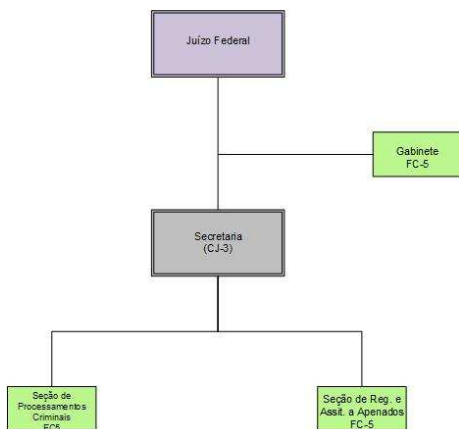 Juízo Federal
Gabinete
FC-5
Secretaria
(CJ-3)
Seção de
Processamentos
Criminais
FC5
Seção de Reg. e
Assit. a Apenados
FC-5